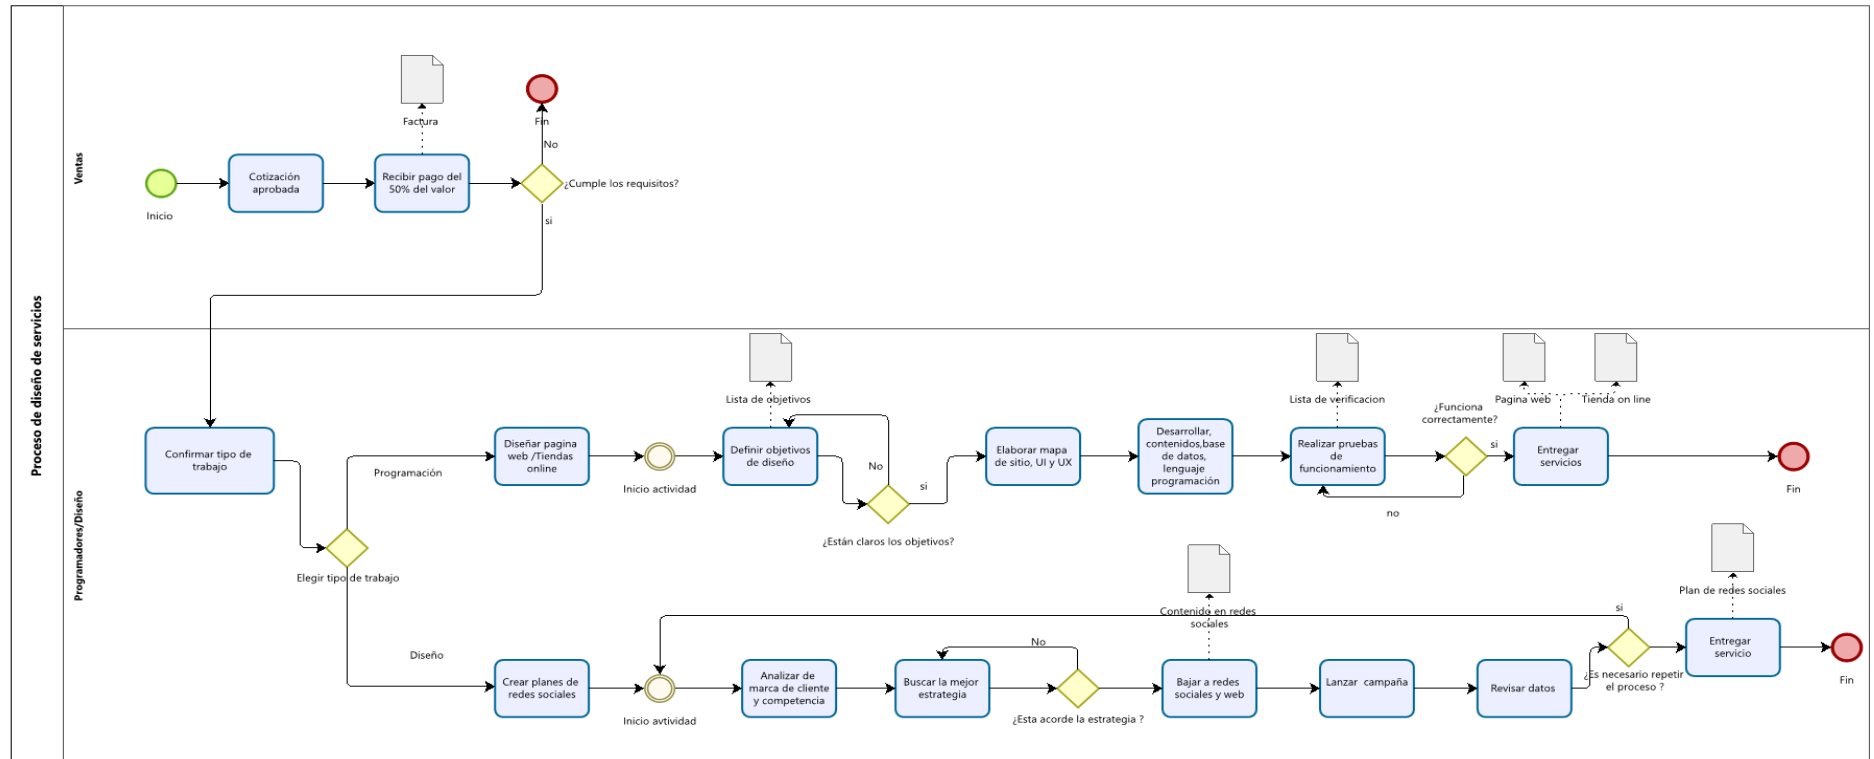 Proceso de diseño de servicios
Ventas
Factura
Fin
No
Inicio
Cotización
aprobada
Recibir pago del
50% del valor
¿Cumple los requisitos?
si
Programadores/Diseño
Confirmar tipo de
trabajo
Elegir tipo de trabajo
Programación
Diseñar pagina
web /Tiendas
online
Inicio actividad
Lista de objetivos
Definir objetivos
de diseño
No
¿Están claros los objetivos?
si
Elaborar mapa
de sitio, UI y UX
Desarrollar,
contenidos,base
de datos,
lenguaje
programación
Lista de verificacion
Realizar pruebas
de
funcionamiento
¿Funciona
correctamente?
no
si
Pagina web
Tienda on line
Entregar
servicios
Fin
Diseño
Crear planes de
redes sociales
Inicio avtividad
Analizar de
marca de cliente
y competencia
Buscar la mejor
estrategia
No
¿Esta acorde la estrategia ?
Contenido en redes
sociales
Bajar a redes
sociales y web
Lanzar campaña
Revisar datos
si
¿Es necesario repetir
el proceso ?
Plan de redes sociales
Entregar
servicio
Fin